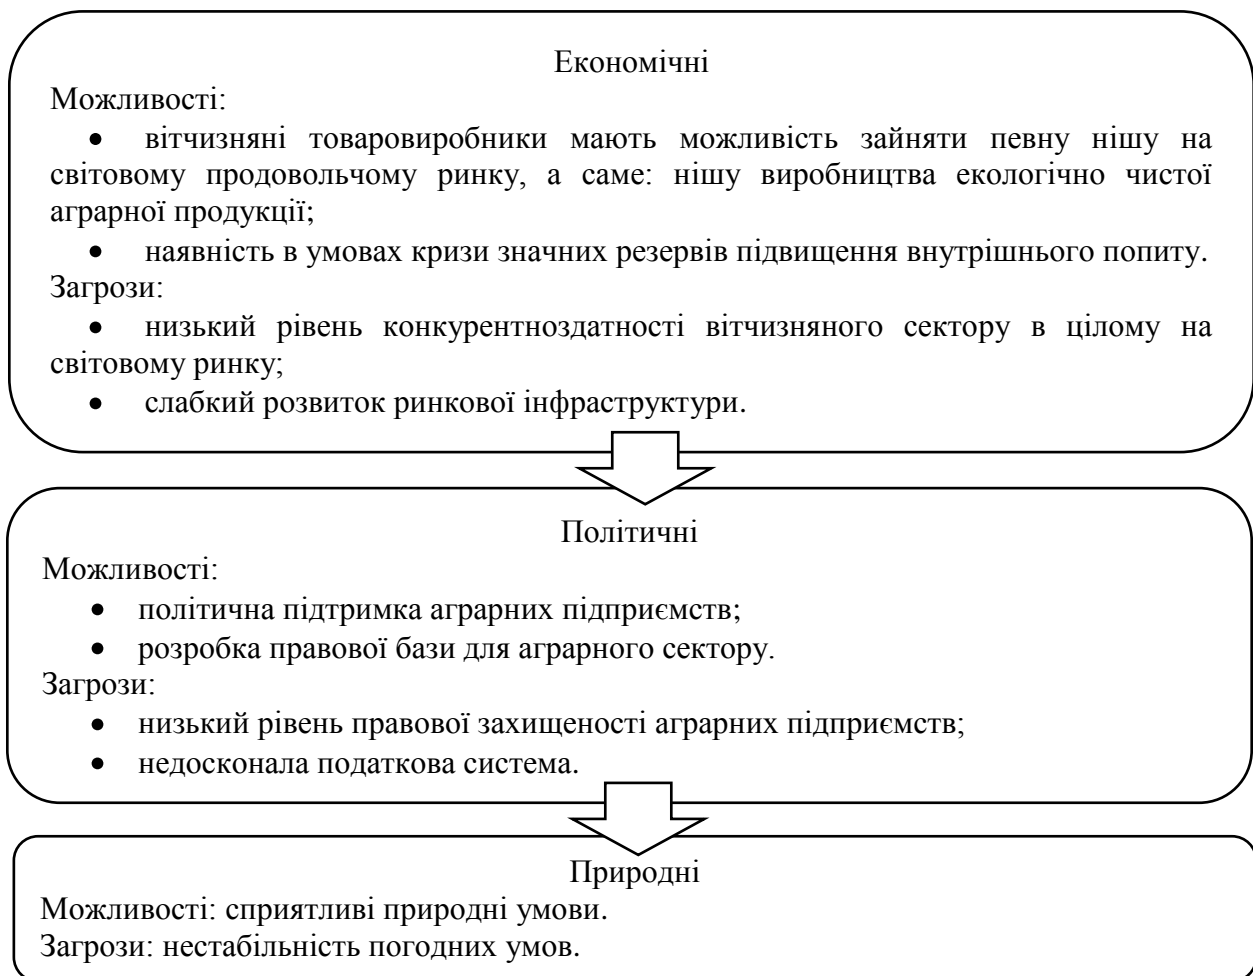 Економічні
Можливості:
• вітчизняні товаровиробники мають можливість зайняти певну нішу на
світовому продовольчому ринку, а саме: нішу виробництва екологічно чистої
аграрної продукції;
• наявність в умовах кризи значних резервів підвищення внутрішнього попиту.
Загрози:
• низький рівень конкурентноздатності вітчизняного сектору в цілому на
світовому ринку;
• слабкий розвиток ринкової інфраструктури.
Політичні
Можливості:
• політична підтримка аграрних підприємств;
• розробка правової бази для аграрного сектору.
Загрози:
• низький рівень правової захищеності аграрних підприємств;
• недосконала податкова система.
Природні
Можливості: сприятливі природні умови.
Загрози: нестабільність погодних умов.